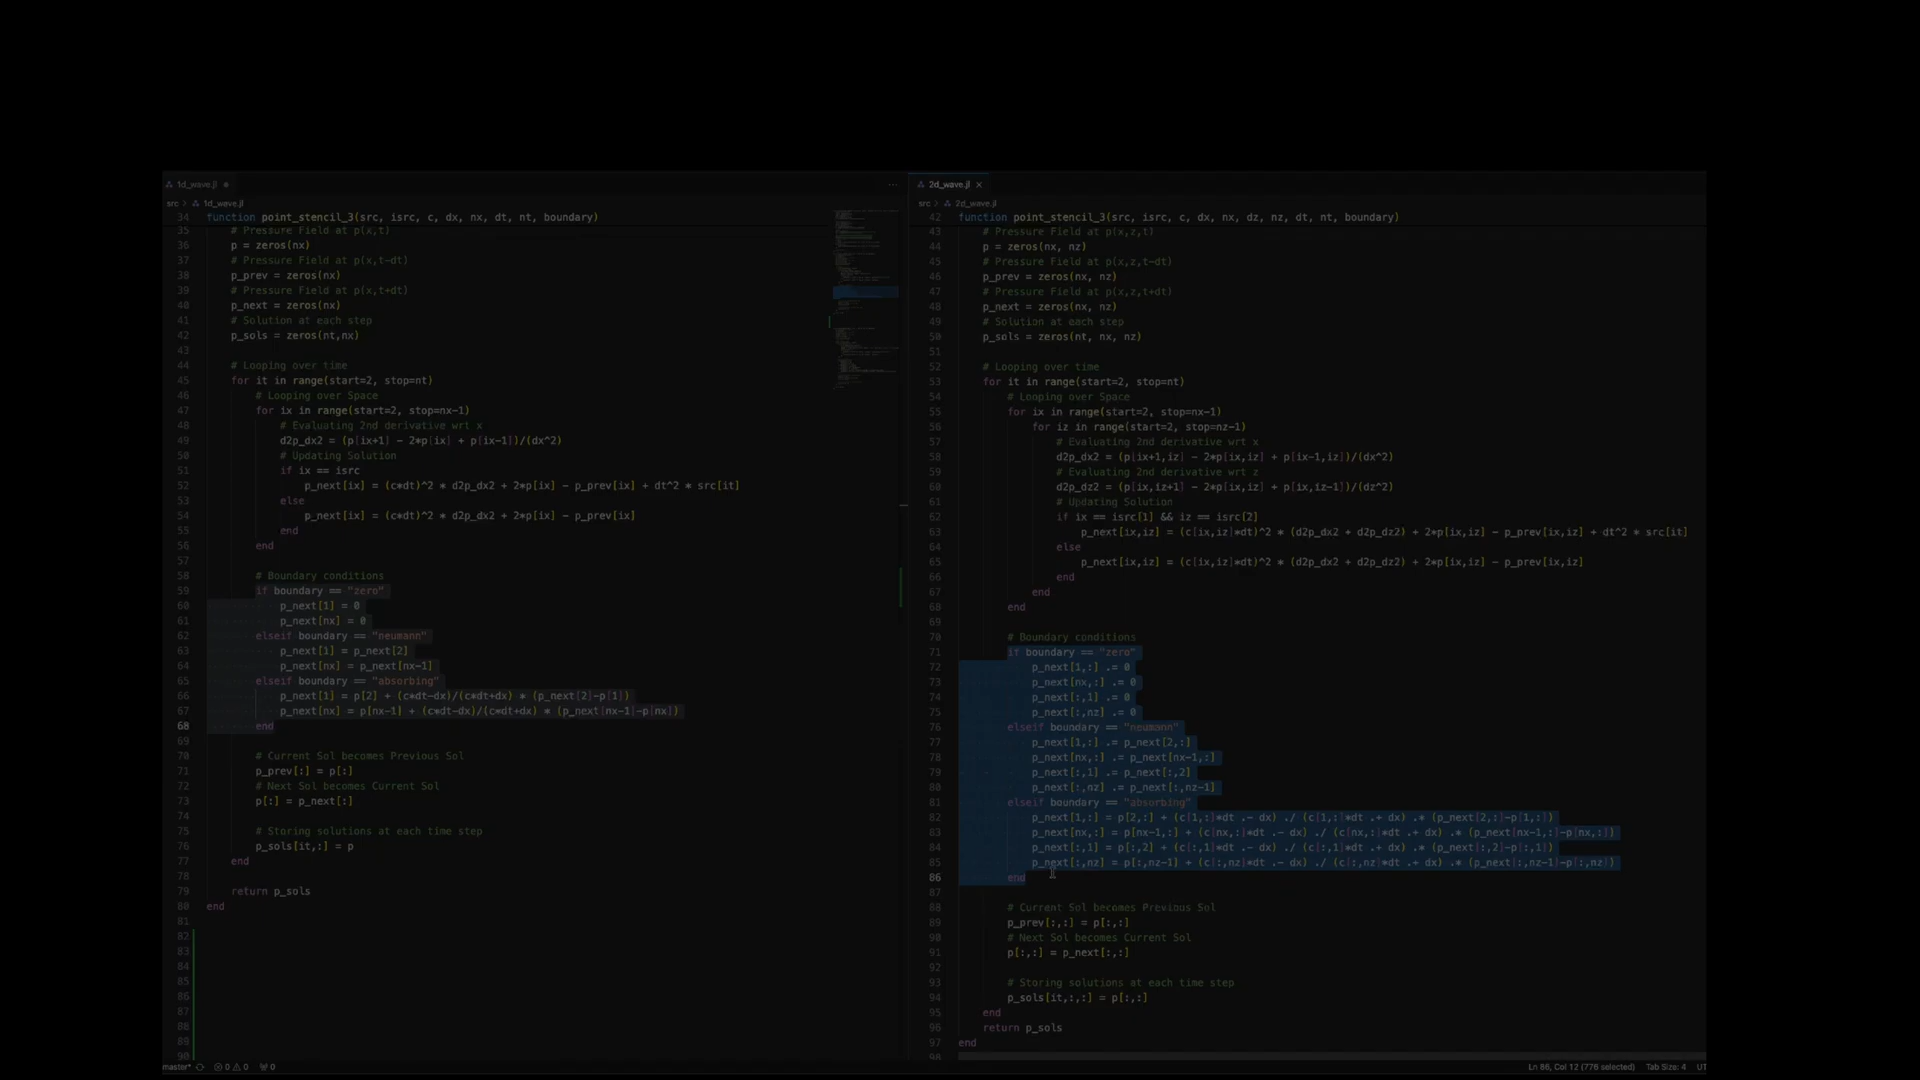 1d_wave.jl
src > 1d_wave.jl
34 function point_stencil_3(src, isrc, c, dx, nx, dt, nt, boundary)
35 # Pressure Field at p(x,t)
36 p = zeros(nx)
37 # Pressure Field at p(x,t-dt)
38 p_prev = zeros(nx)
39 # Pressure Field at p(x,t+dt)
40 p_next = zeros(nx)
41 # Solution at each step
42 p_sols = zeros(nt,nx)
43
44 # Looping over time
45 for it in range(start=2, stop=nt)
46 # Looping over Space
47 for ix in range(start=2, stop=nx-1)
48 # Evaluating 2nd derivative wrt x
49 d2p_dx2 = (p[ix+1] - 2*p[ix] + p[ix-1])/(dx^2)
50 # Updating Solution
51 if ix == isrc
52 p_next[ix] = (c*dt)^2 * d2p_dx2 + 2*p[ix] - p_prev[ix] + dt^2 * src[it]
53 else
54 p_next[ix] = (c*dt)^2 * d2p_dx2 + 2*p[ix] - p_prev[ix]
55 end
56 end
57
58 # Boundary conditions
59 if boundary == "zero"
60 p_next[1] = 0
61 p_next[nx] = 0
62 elseif boundary == "neumann"
63 p_next[1] = p_next[2]
64 p_next[nx] = p_next[nx-1]
65 elseif boundary == "absorbing"
66 p_next[1] = p[2] + (c*dt-dx)/(c*dt+dx) * (p_next[2]-p[1])
67 p_next[nx] = p[nx-1] + (c*dt-dx)/(c*dt+dx) * (p_next[nx-1]-p[nx])
68 end
69
70 # Current Sol becomes Previous Sol
71 p_prev[:] = p[:]
72 # Next Sol becomes Current Sol
73 p[:] = p_next[:]
74
75 # Storing solutions at each time step
76 p_sols[it,:] = p
77 end
78
79 return p_sols
80 end
81
82
83
84
85
86
87
88
89
90
2d_wave.jl ×
src > 2d_wave.jl
42 function point_stencil_3(src, isrc, c, dx, nx, dz, nz, dt, nt, boundary)
43 # Pressure Field at p(x,z,t)
44 p = zeros(nx, nz)
45 # Pressure Field at p(x,z,t-dt)
46 p_prev = zeros(nx, nz)
47 # Pressure Field at p(x,z,t+dt)
48 p_next = zeros(nx, nz)
49 # Solution at each step
50 p_sols = zeros(nt, nx, nz)
51
52 # Looping over time
53 for it in range(start=2, stop=nt)
54 # Looping over Space
55 for ix in range(start=2, stop=nx-1)
56 for iz in range(start=2, stop=nz-1)
57 # Evaluating 2nd derivative wrt x
58 d2p_dx2 = (p[ix+1,iz] - 2*p[ix,iz] + p[ix-1,iz])/(dx^2)
59 # Evaluating 2nd derivative wrt z
60 d2p_dz2 = (p[ix,iz+1] - 2*p[ix,iz] + p[ix,iz-1])/(dz^2)
61 # Updating Solution
62 if ix == isrc[1] && iz == isrc[2]
63 p_next[ix,iz] = (c[ix,iz]*dt)^2 * (d2p_dx2 + d2p_dz2) + 2*p[ix,iz] - p_prev[ix,iz] + dt^2 * src[it]
64 else
65 p_next[ix,iz] = (c[ix,iz]*dt)^2 * (d2p_dx2 + d2p_dz2) + 2*p[ix,iz] - p_prev[ix,iz]
66 end
67 end
68 end
69
70 # Boundary conditions
71 if boundary == "zero"
72 p_next[1,:] .= 0
73 p_next[nx,:] .= 0
74 p_next[:,1] .= 0
75 p_next[:,nz] .= 0
76 elseif boundary == "neumann"
77 p_next[1,:] .= p_next[2,:]
78 p_next[nx,:] .= p_next[nx-1,:]
79 p_next[:,1] .= p_next[:,2]
80 p_next[:,nz] .= p_next[:,nz-1]
81 elseif boundary == "absorbing"
82 p_next[1,:] = p[2,:] + (c[1,:]*dt .- dx) ./ (c[1,:]*dt .+ dx) .* (p_next[2,:]-p[1,:])
83 p_next[nx,:] = p[nx-1,:] + (c[nx,:]*dt .- dx) ./ (c[nx,:]*dt .+ dx) .* (p_next[nx-1,:]-p[nx,:])
84 p_next[:,1] = p[:,2] + (c[:,1]*dt .- dx) ./ (c[:,1]*dt .+ dx) .* (p_next[:,2]-p[:,1])
85 p_next[:,nz] = p[:,nz-1] + (c[:,nz]*dt .- dx) ./ (c[:,nz]*dt .+ dx) .* (p_next[:,nz-1]-p[:,nz])
86 end
87
88 # Current Sol becomes Previous Sol
89 p_prev[:,:] = p[:,:]
90 # Next Sol becomes Current Sol
91 p[:,:] = p_next[:,:]
92
93 # Storing solutions at each time step
94 p_sols[it,:,:] = p[:,:]
95 end
96 return p_sols
97 end
98
master* 0 0 0 Ln 86, Col 12 (776 selected) Tab Size: 4 UT